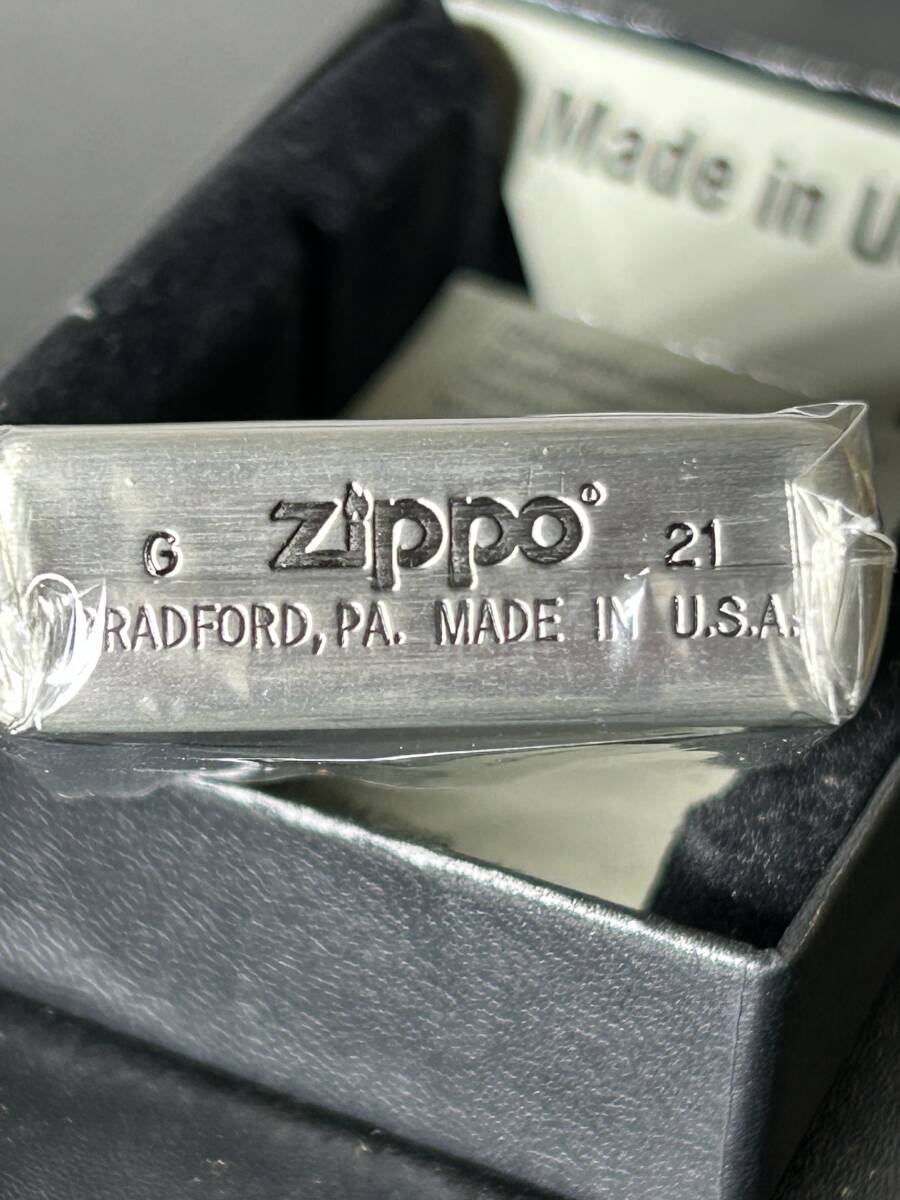 Made in U
G zippo® 21
RADFORD, PA. MADE IN U.S.A.